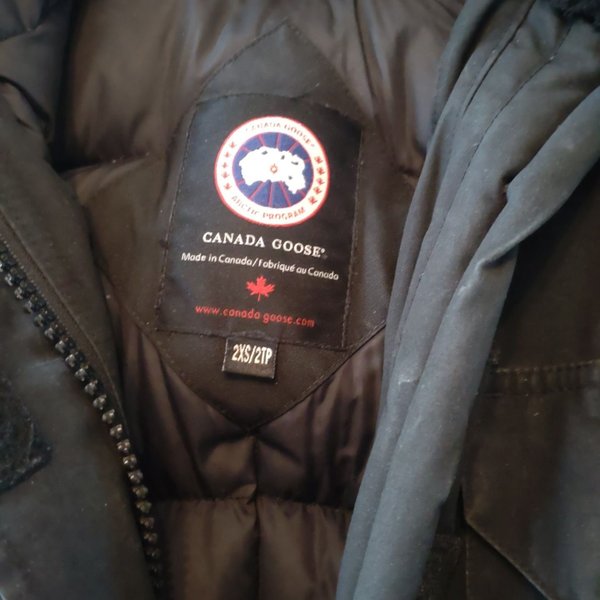 CANADA GOOSE®
ARCTIC PROGRAM
CANADA GOOSE®
Made in Canada/Fabriqué au Canada
www.canada-goose.com
2XS/2TP